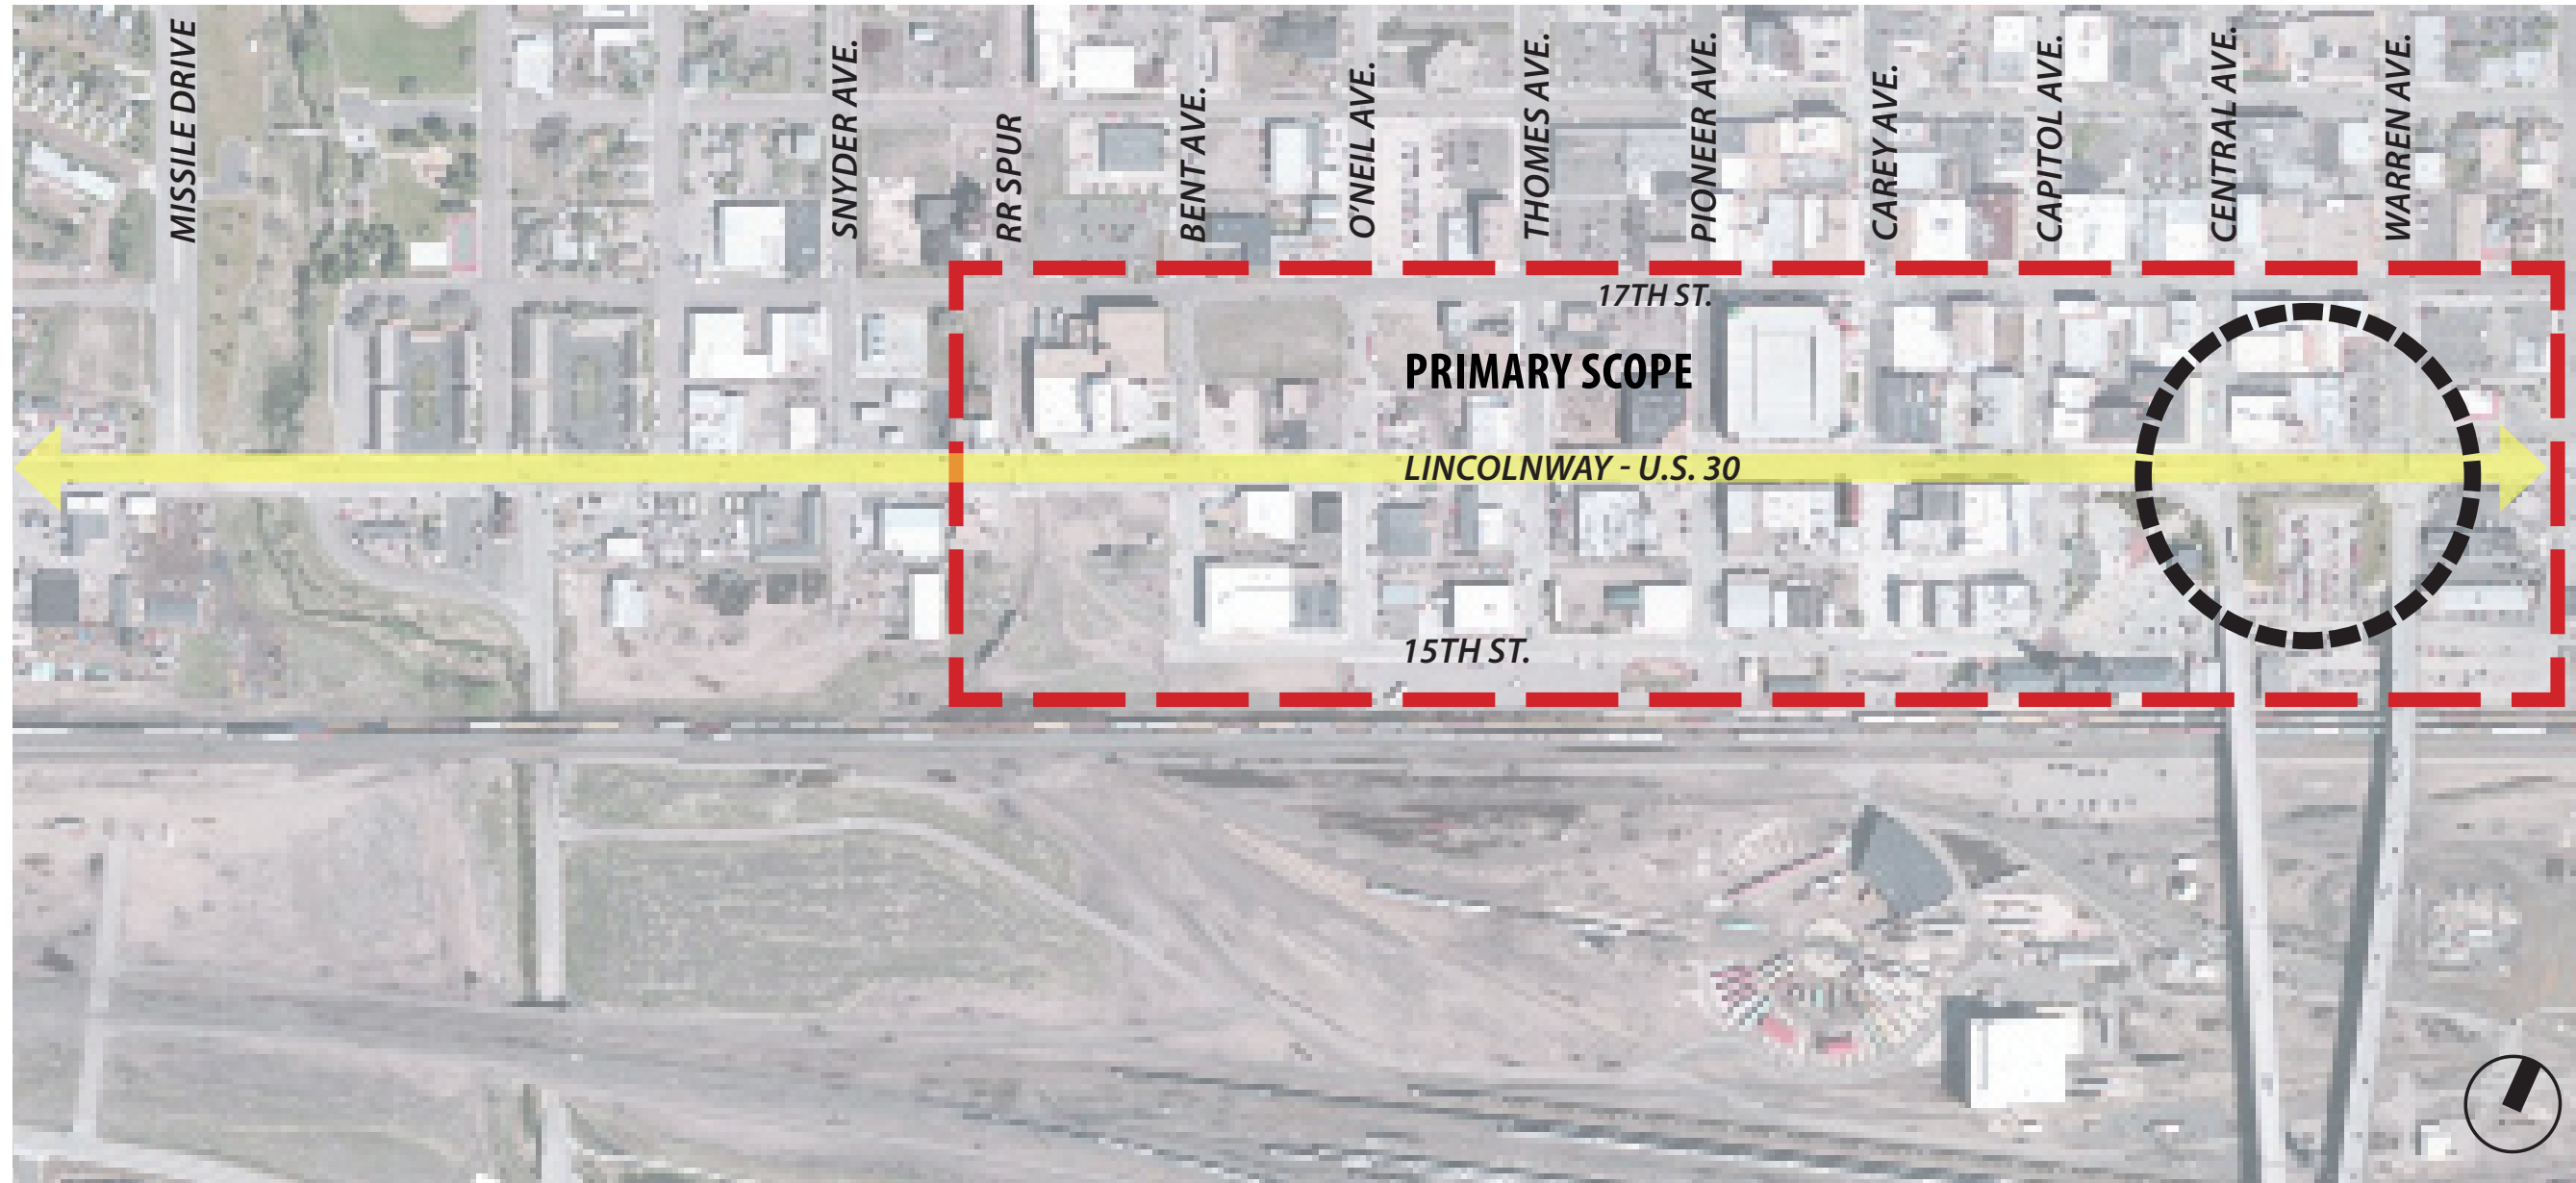 MISSILE DRIVE
SNYDER AVE.
RR SPUR
BENT AVE.
O'NEIL AVE.
THOMES AVE.
PIONEER AVE.
CAREY AVE.
CAPITOL AVE.
CENTRAL AVE.
WARREN AVE.
17TH ST.
PRIMARY SCOPE
LINCOLNWAY - U.S. 30
15TH ST.